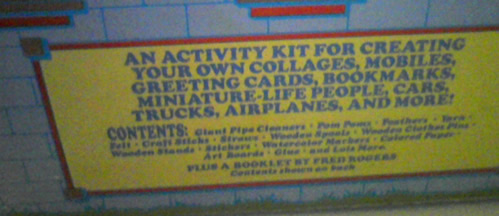 AN ACTIVITY KIT FOR CREATING
YOUR OWN COLLAGES, MOBILES,
GREETING CARDS, BOOKMARKS,
MINIATURE-LIFE PEOPLE, CARS,
TRUCKS, AIRPLANES, AND MORE!
CONTENTS: Giant Pipe Cleaners · Pom Poms · Feathers · Yarn ·
Felt · Craft Sticks · Straws · Wooden Spools · Wooden Clothes Pins ·
Wooden Stands · Stickers · Watercolor Markers · Colored Paper ·
Art Boards · Glue · and Lots More.
PLUS A BOOKLET BY FRED ROGERS
Contents shown on back